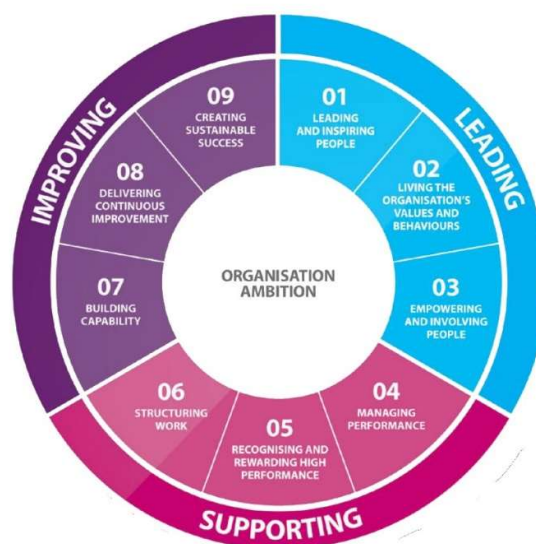 IMPROVING
LEADING
SUPPORTING
ORGANISATION
AMBITION
01
LEADING
AND INSPIRING
PEOPLE
02
LIVING THE
ORGANISATION'S
VALUES AND
BEHAVIOURS
03
EMPOWERING
AND INVOLVING
PEOPLE
04
MANAGING
PERFORMANCE
05
RECOGNISING AND
REWARDING HIGH
PERFORMANCE
06
STRUCTURING
WORK
07
BUILDING
CAPABILITY
08
DELIVERING
CONTINUOUS
IMPROVEMENT
09
CREATING
SUSTAINABLE
SUCCESS